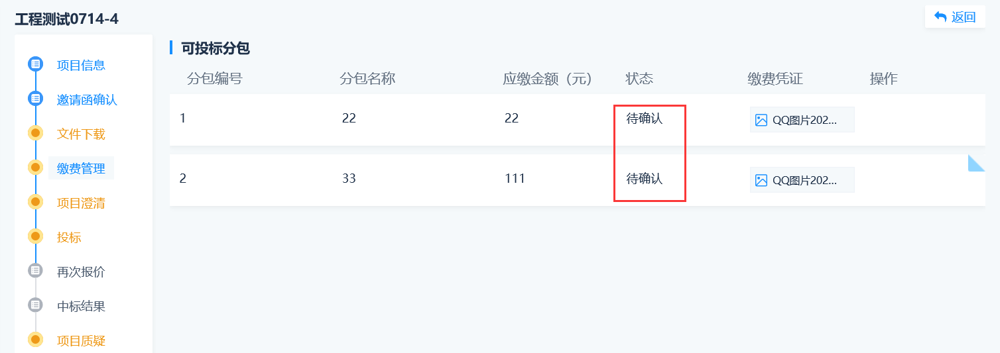 工程测试0714-4
返回
项目信息
邀请函确认
文件下载
缴费管理
项目澄清
投标
再次报价
中标结果
项目质疑
可投标分包
分包编号 分包名称 应缴金额（元） 状态 缴费凭证 操作
1 22 22 待确认 QQ图片202...
2 33 111 待确认 QQ图片202...